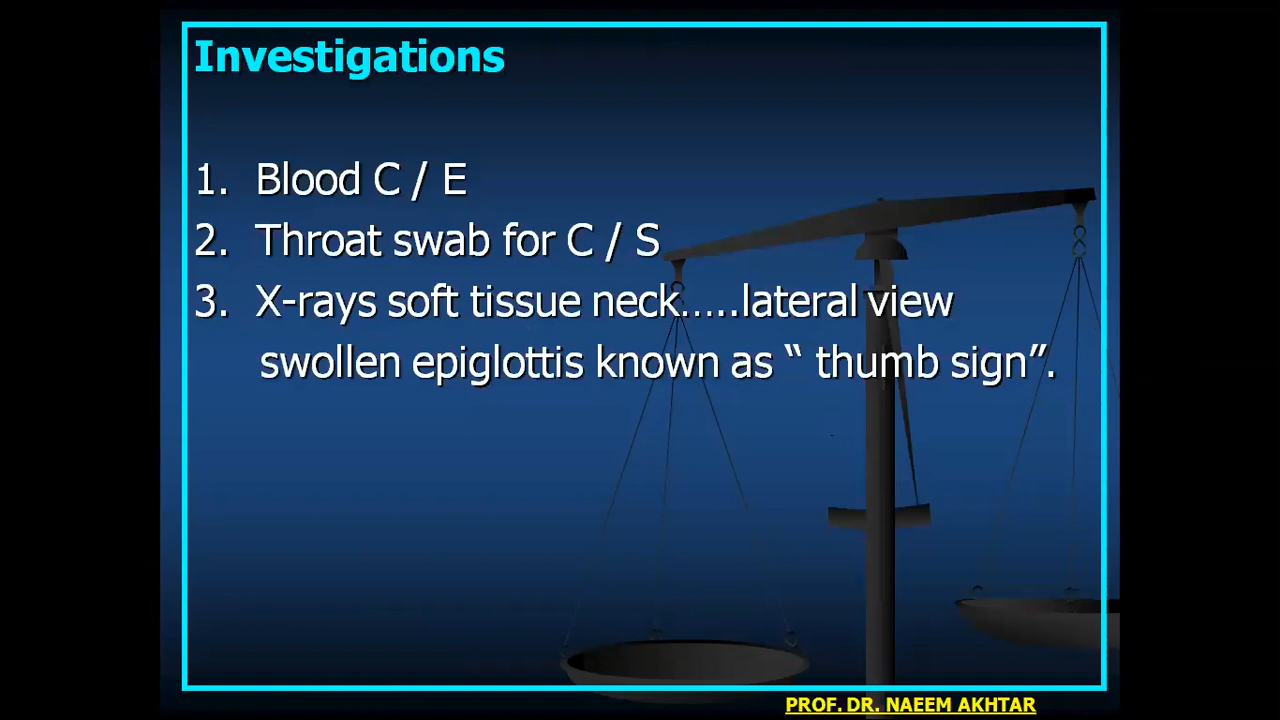 Investigations
1. Blood C / E
2. Throat swab for C / S
3. X-rays soft tissue neck…..lateral view
swollen epiglottis known as “ thumb sign”.
PROF. DR. NAEEM AKHTAR